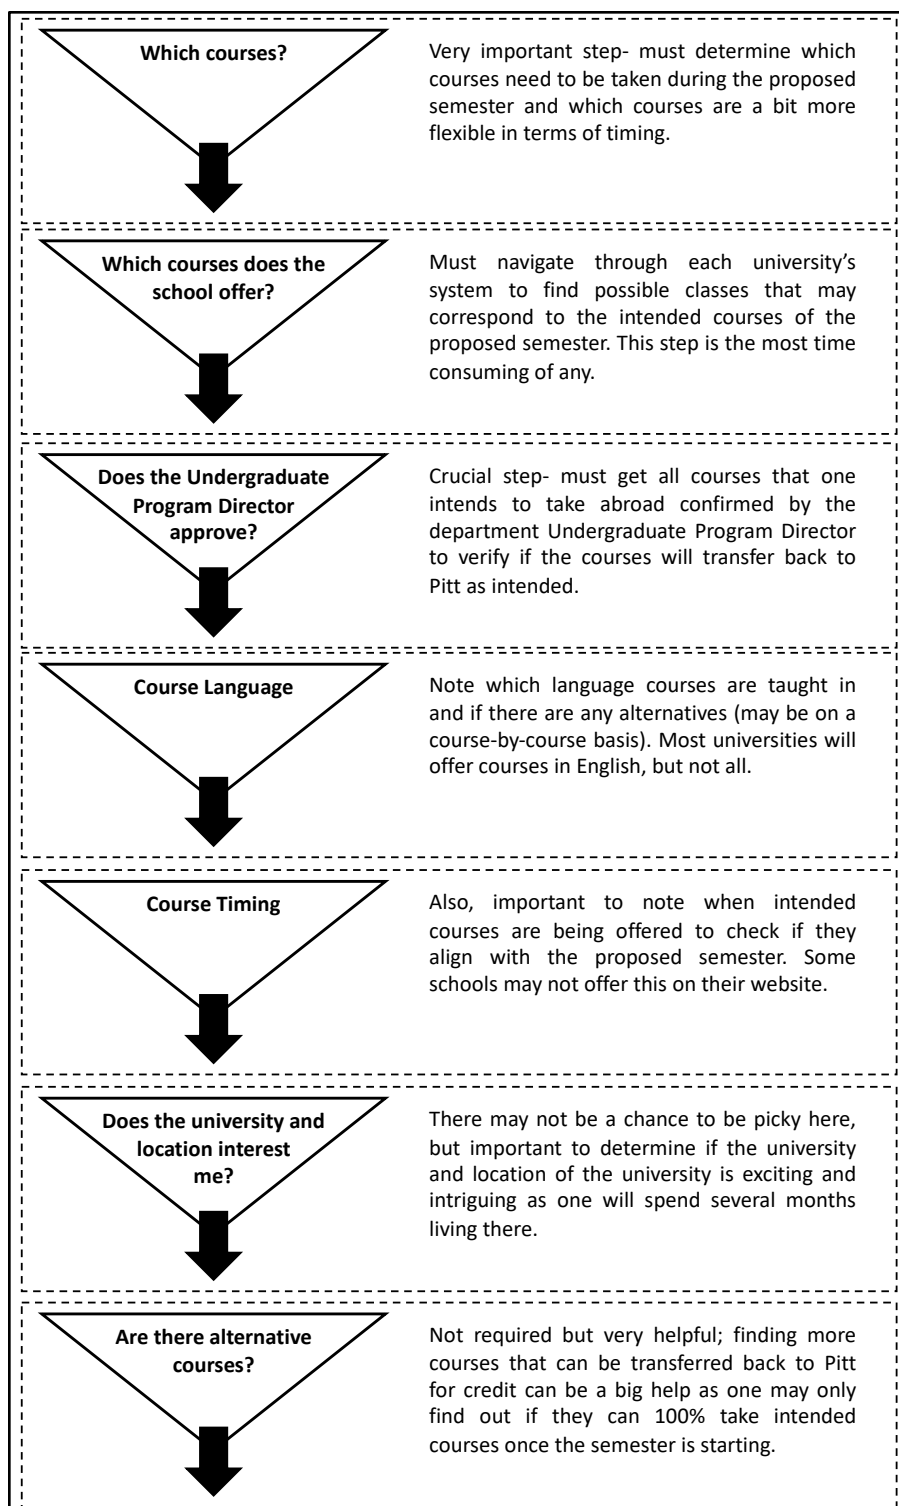 Which courses?
Very important step- must determine which
courses need to be taken during the proposed
semester and which courses are a bit more
flexible in terms of timing.
Which courses does the
school offer?
Must navigate through each university's
system to find possible classes that may
correspond to the intended courses of the
proposed semester. This step is the most time
consuming of any.
Does the Undergraduate
Program Director
approve?
Crucial step- must get all courses that one
intends to take abroad confirmed by the
department Undergraduate Program Director
to verify if the courses will transfer back to
Pitt as intended.
Course Language
Note which language courses are taught in
and if there are any alternatives (may be on a
course-by-course basis). Most universities will
offer courses in English, but not all.
Course Timing
Also, important to note when intended
courses are being offered to check if they
align with the proposed semester. Some
schools may not offer this on their website.
Does the university and
location interest
me?
There may not be a chance to be picky here,
but important to determine if the university
and location of the university is exciting and
intriguing as one will spend several months
living there.
Are there alternative
courses?
Not required but very helpful; finding more
courses that can be transferred back to Pitt
for credit can be a big help as one may only
find out if they can 100% take intended
courses once the semester is starting.